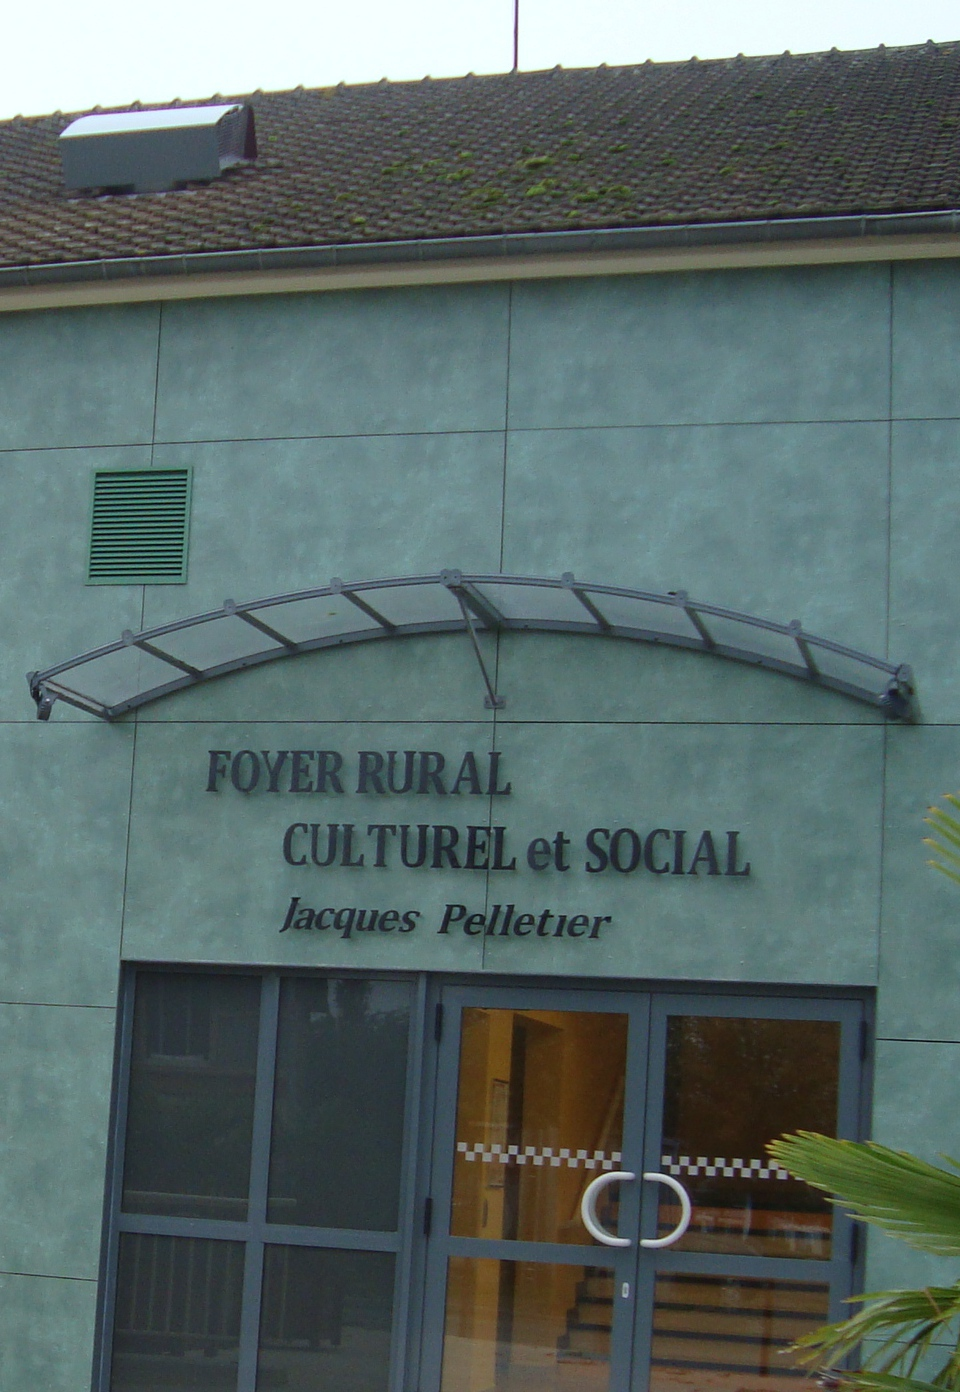 FOYER RURAL
CULTUREL et SOCIAL
Jacques Pelletier